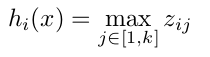 h_i(x) = \max_{j \in [1,k]} z_{ij}